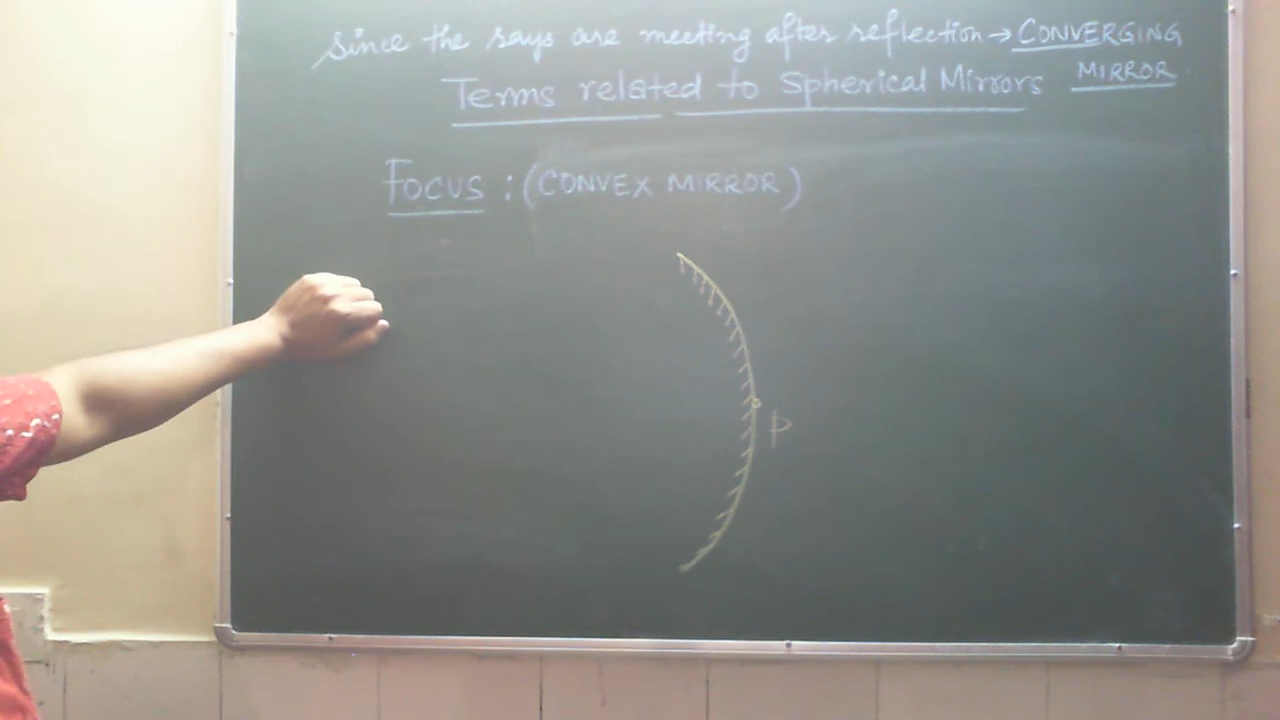 Since the rays are meeting after reflection → CONVERGING
MIRROR
Terms related to Spherical Mirrors
FOCUS : (CONVEX MIRROR)
P